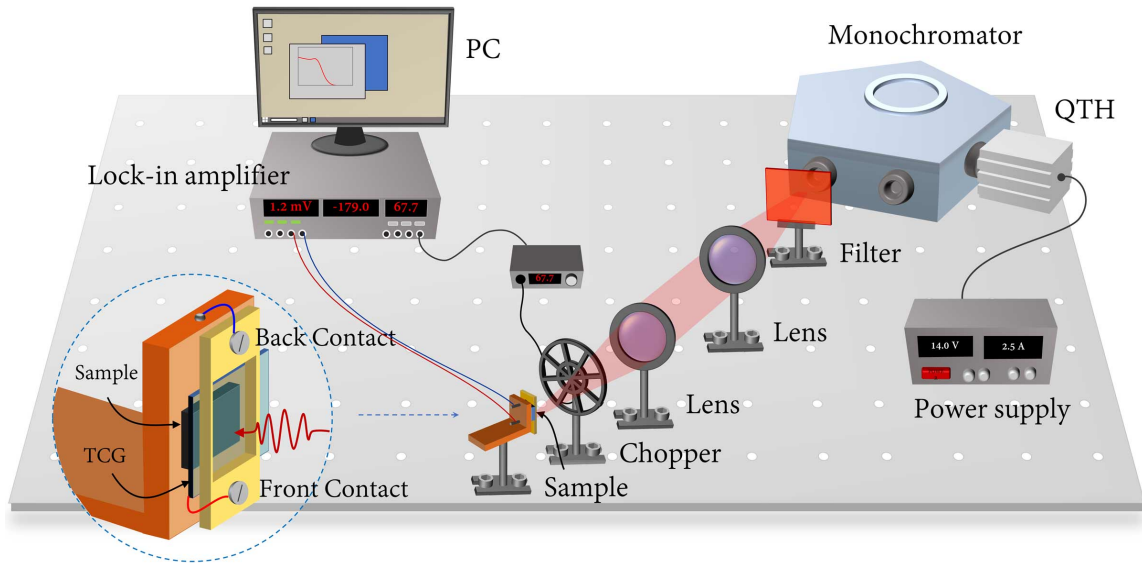 PC
Monochromator
QTH
Lock-in amplifier
1.2 mV
-179.0
67.7
67.7
Filter
Lens
Lens
14.0 V
2.5 A
Power supply
Chopper
Sample
Back Contact
Sample
TCG
Front Contact